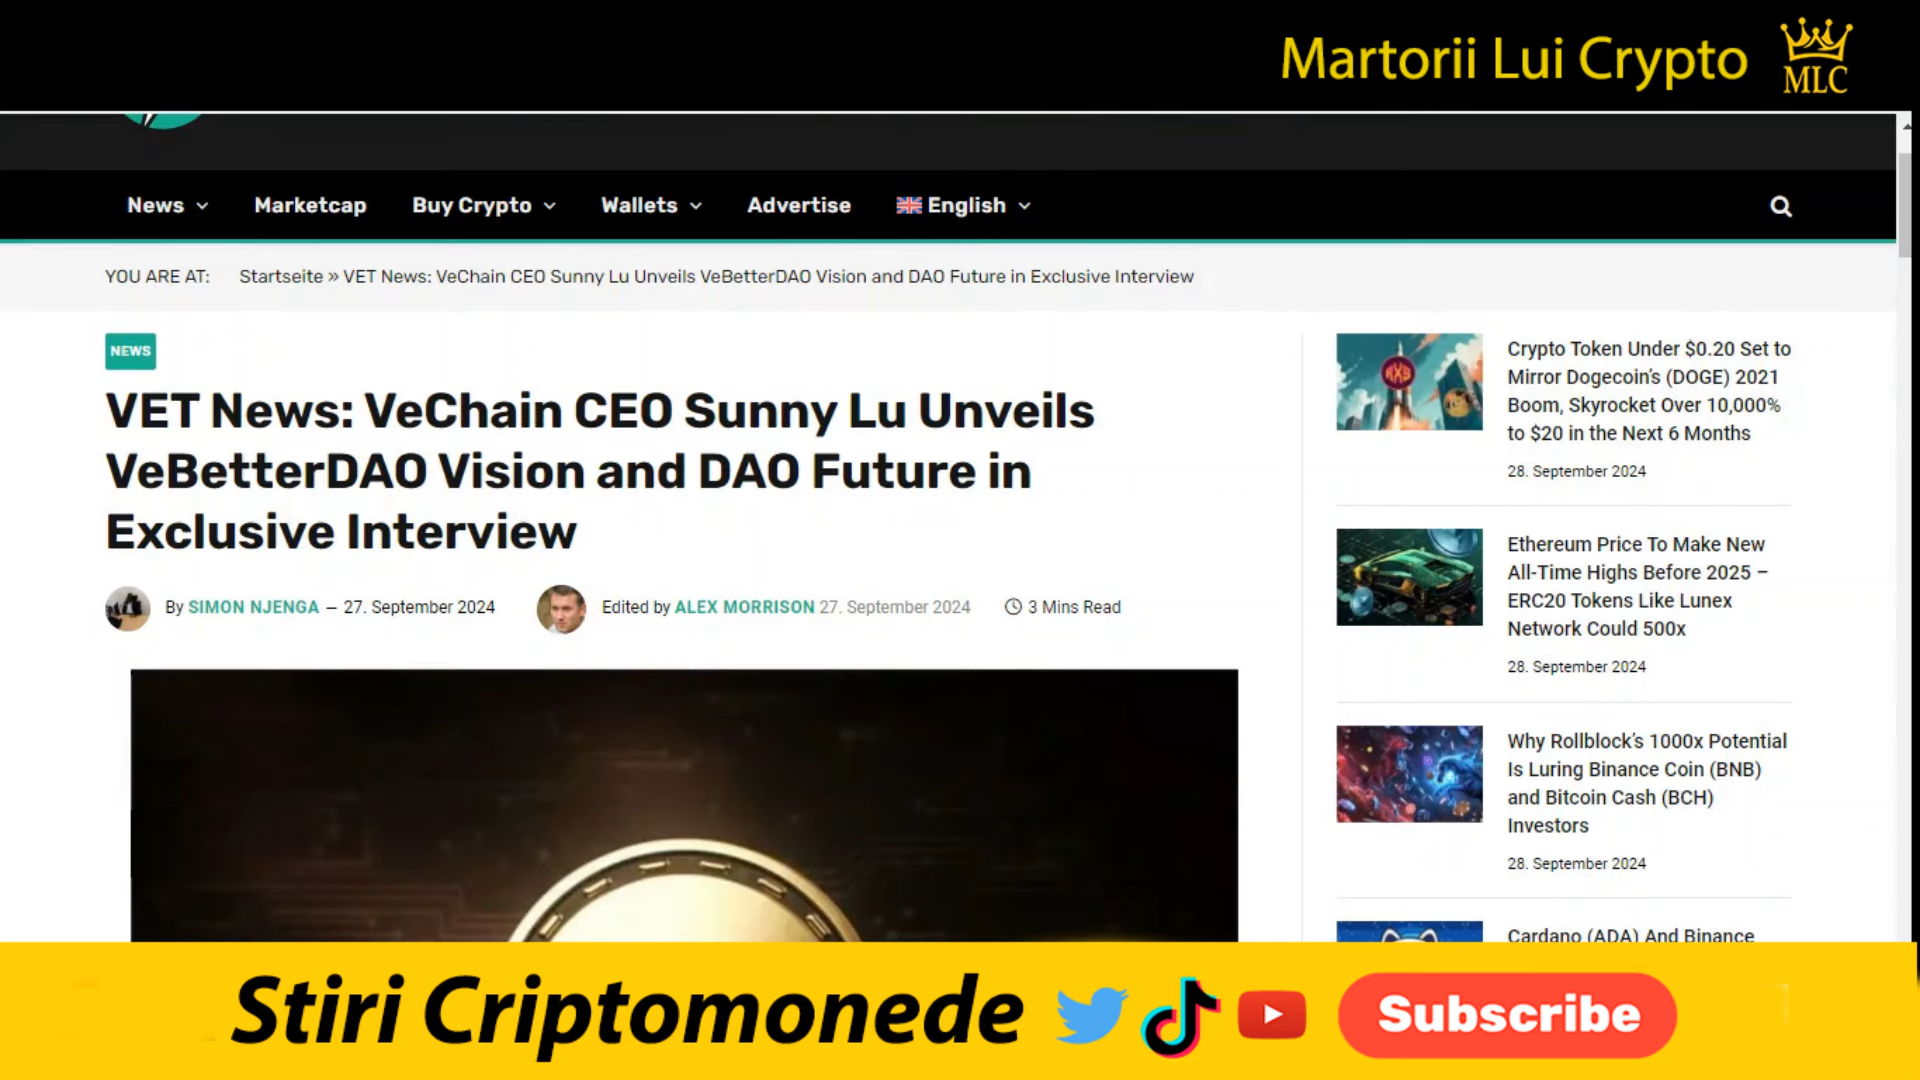 Martorii Lui Crypto
MLC
News
Marketcap
Buy Crypto
Wallets
Advertise
English
YOU ARE AT: Startseite » VET News: VeChain CEO Sunny Lu Unveils VeBetterDAO Vision and DAO Future in Exclusive Interview
NEWS
VET News: VeChain CEO Sunny Lu Unveils
VeBetterDAO Vision and DAO Future in
Exclusive Interview
By SIMON NJENGA – 27. September 2024
Edited by ALEX MORRISON 27. September 2024
3 Mins Read
Crypto Token Under $0.20 Set to
Mirror Dogecoin's (DOGE) 2021
Boom, Skyrocket Over 10,000%
to $20 in the Next 6 Months
28. September 2024
Ethereum Price To Make New
All-Time Highs Before 2025 –
ERC20 Tokens Like Lunex
Network Could 500x
28. September 2024
Why Rollblock's 1000x Potential
Is Luring Binance Coin (BNB)
and Bitcoin Cash (BCH)
Investors
28. September 2024
Cardano (ADA) And Binance
Stiri Criptomonede
Subscribe